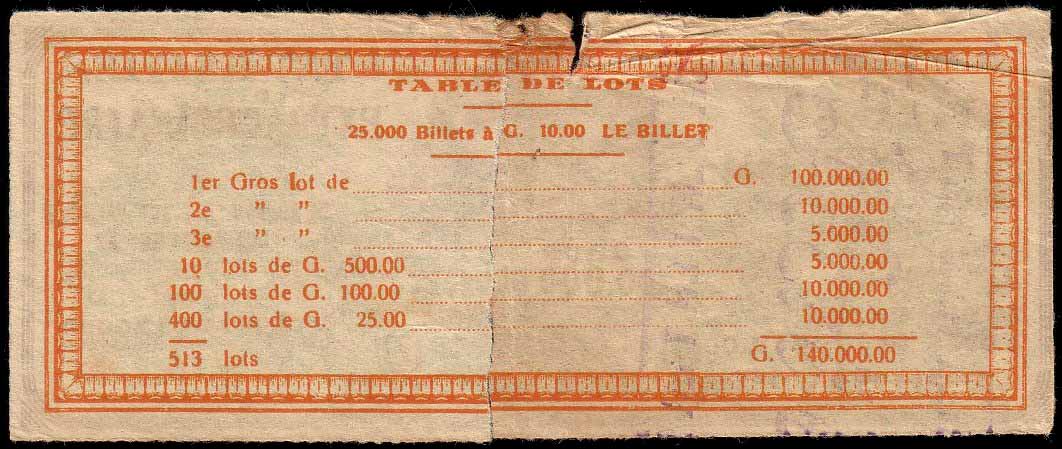 TABLE DE LOTS
25.000 Billets à G. 10.00 LE BILLET
1er Gros lot de G. 100.000.00
2e " " 10.000.00
3e " " 5.000.00
10 lots de G. 500.00 5.000.00
100 lots de G. 100.00 10.000.00
400 lots de G. 25.00 10.000.00
513 lots G. 140.000.00